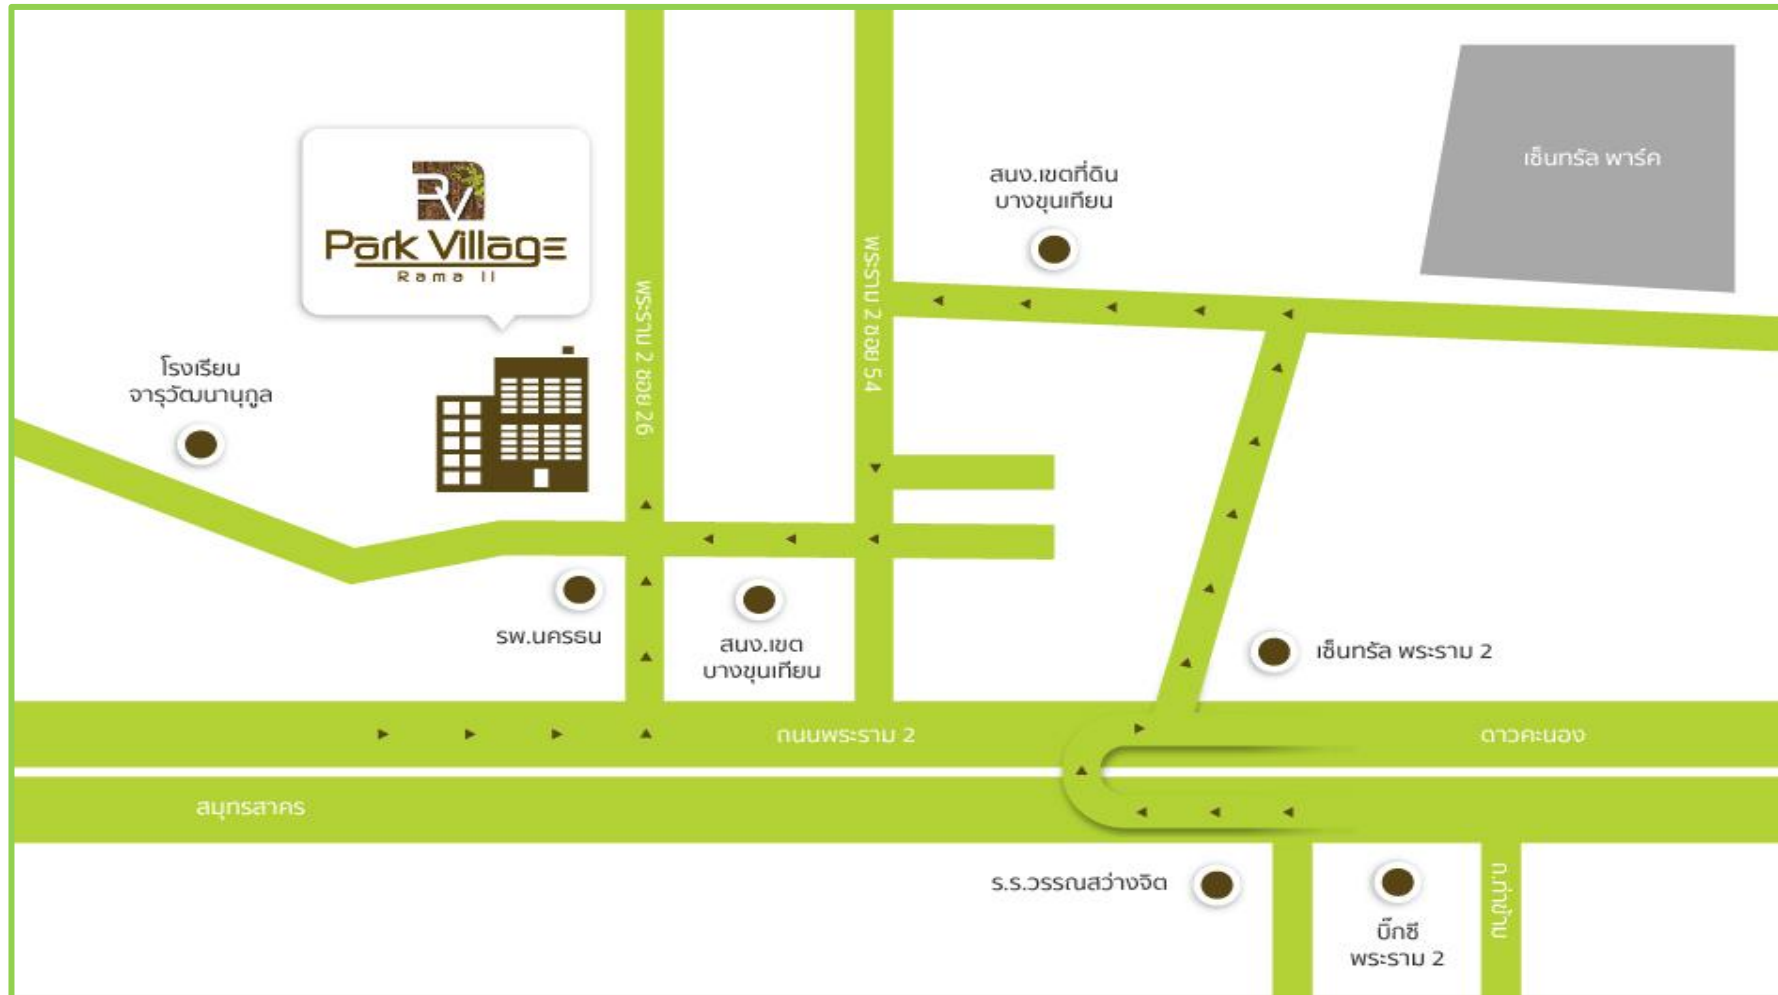 เซ็นทรัล พาร์ค
สนง.เขตที่ดิน
บางขุนเทียน
RV
Park Village
Rama II
พระราม 2 ซอย 26
พระราม 2 ซอย 54
โรงเรียน
จารุวัฒนานุกูล
รพ.นครธน
สนง.เขต
บางขุนเทียน
เซ็นทรัล พระราม 2
ถนนพระราม 2
ดาวคะนอง
สมุทรสาคร
ร.ร.วรรณสว่างจิต
บิ๊กซี
พระราม 2
ถ.ท่าข้าม